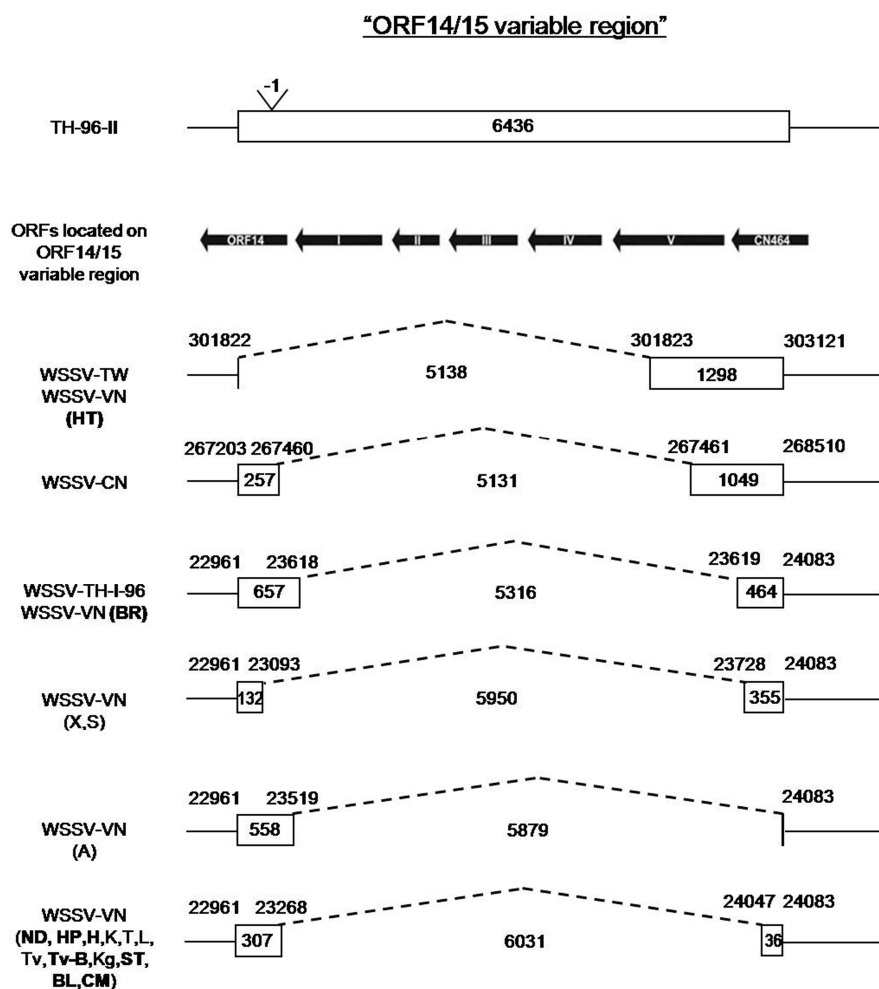 "ORF14/15 variable region"
-1
TH-96-II
6436
ORFs located on
ORF14/15
variable region
ORF14 I II III IV V CN464
301822 301823 303121
WSSV-TW
WSSV-VN
(HT)
5138 1298
267203 267460 267461 268510
WSSV-CN
257 5131 1049
22961 23618 23619 24083
WSSV-TH-I-96
WSSV-VN (BR)
657 5316 464
22961 23093 23728 24083
WSSV-VN
(X,S)
132 5950 355
22961 23519 24083
WSSV-VN
(A)
558 5879
22961 23268 24047 24083
WSSV-VN
(ND, HP,H,K,T,L,
Tv,Tv-B,Kg,ST,
BL,CM)
307 6031 36